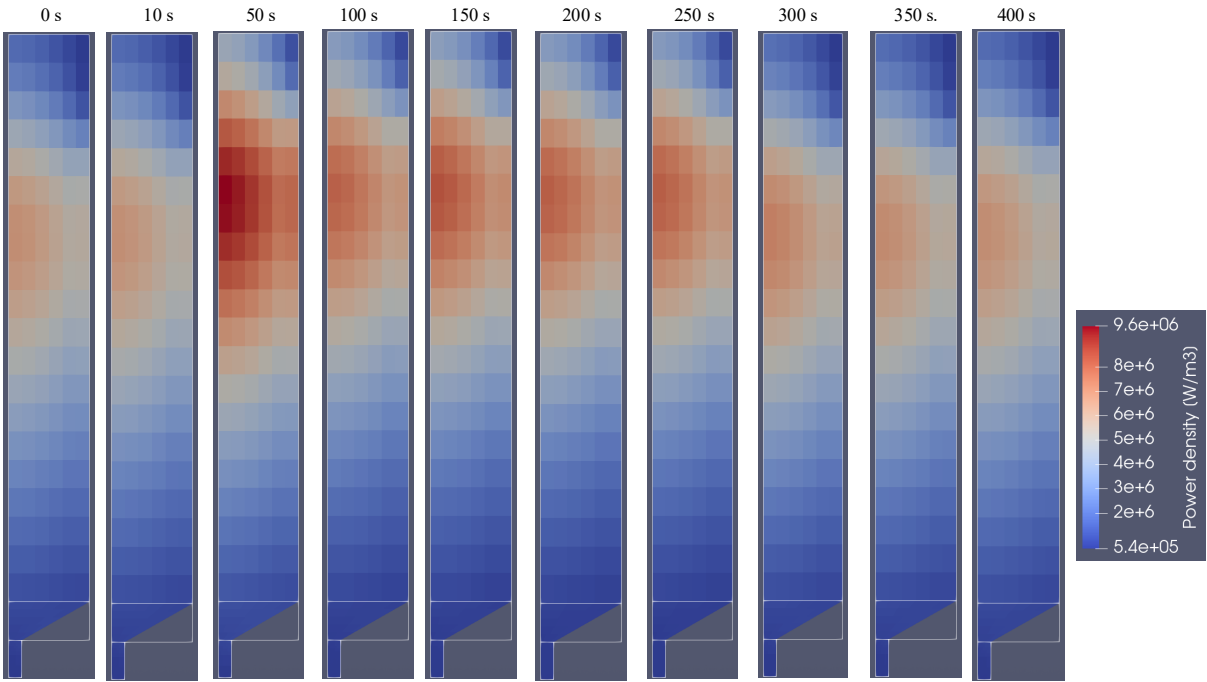 0 s
10 s
50 s
100 s
150 s
200 s
250 s
300 s
350 s.
400 s
9.6e+06
8e+6
7e+6
6e+6
5e+6
4e+6
3e+6
2e+6
5.4e+05
Power density (W/m3)